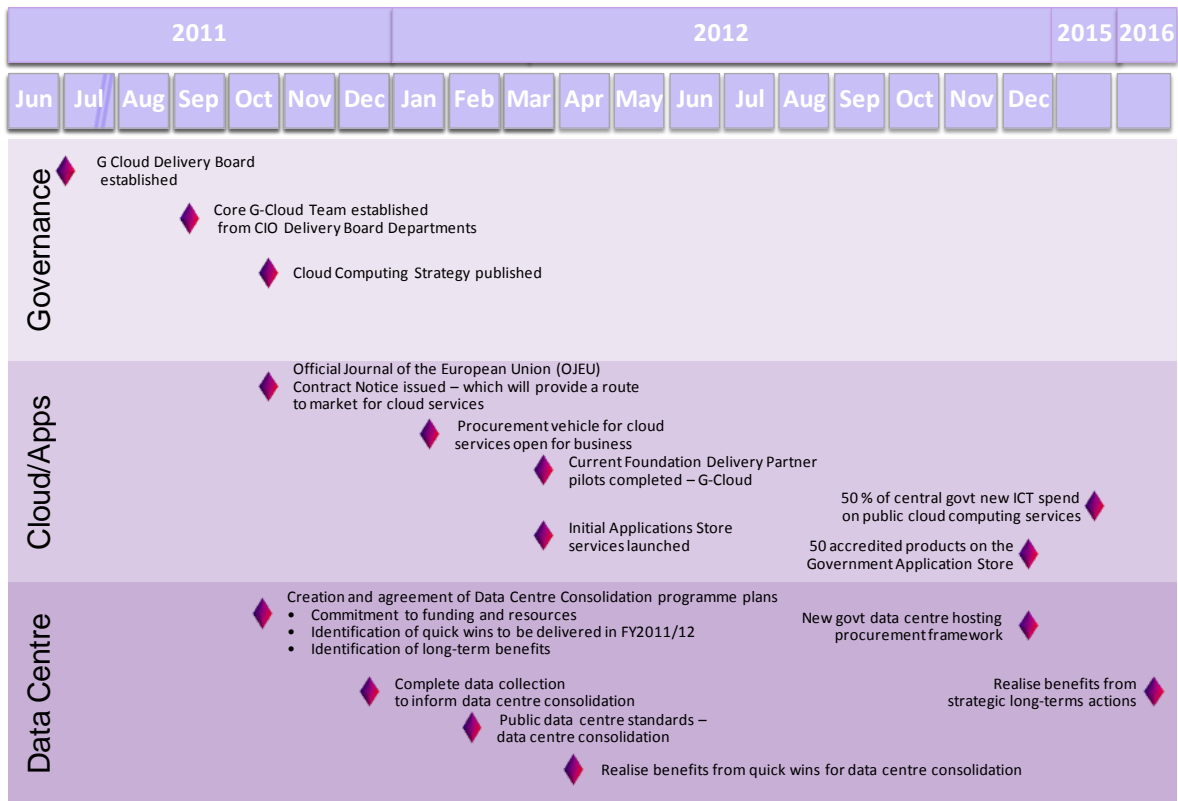 2011 2012 2015 2016
Jun Jul Aug Sep Oct Nov Dec Jan Feb Mar Apr May Jun Jul Aug Sep Oct Nov Dec
Governance
G Cloud Delivery Board
established
Core G-Cloud Team established
from CIO Delivery Board Departments
Cloud Computing Strategy published
Cloud/Apps
Official Journal of the European Union (OJEU)
Contract Notice issued – which will provide a route
to market for cloud services
Procurement vehicle for cloud
services open for business
Current Foundation Delivery Partner
pilots completed – G-Cloud
50 % of central govt new ICT spend
on public cloud computing services
Initial Applications Store
services launched
50 accredited products on the
Government Application Store
Data Centre
Creation and agreement of Data Centre Consolidation programme plans
• Commitment to funding and resources
• Identification of quick wins to be delivered in FY2011/12
• Identification of long-term benefits
New govt data centre hosting
procurement framework
Complete data collection
to inform data centre consolidation
Realise benefits from
strategic long-terms actions
Public data centre standards –
data centre consolidation
Realise benefits from quick wins for data centre consolidation